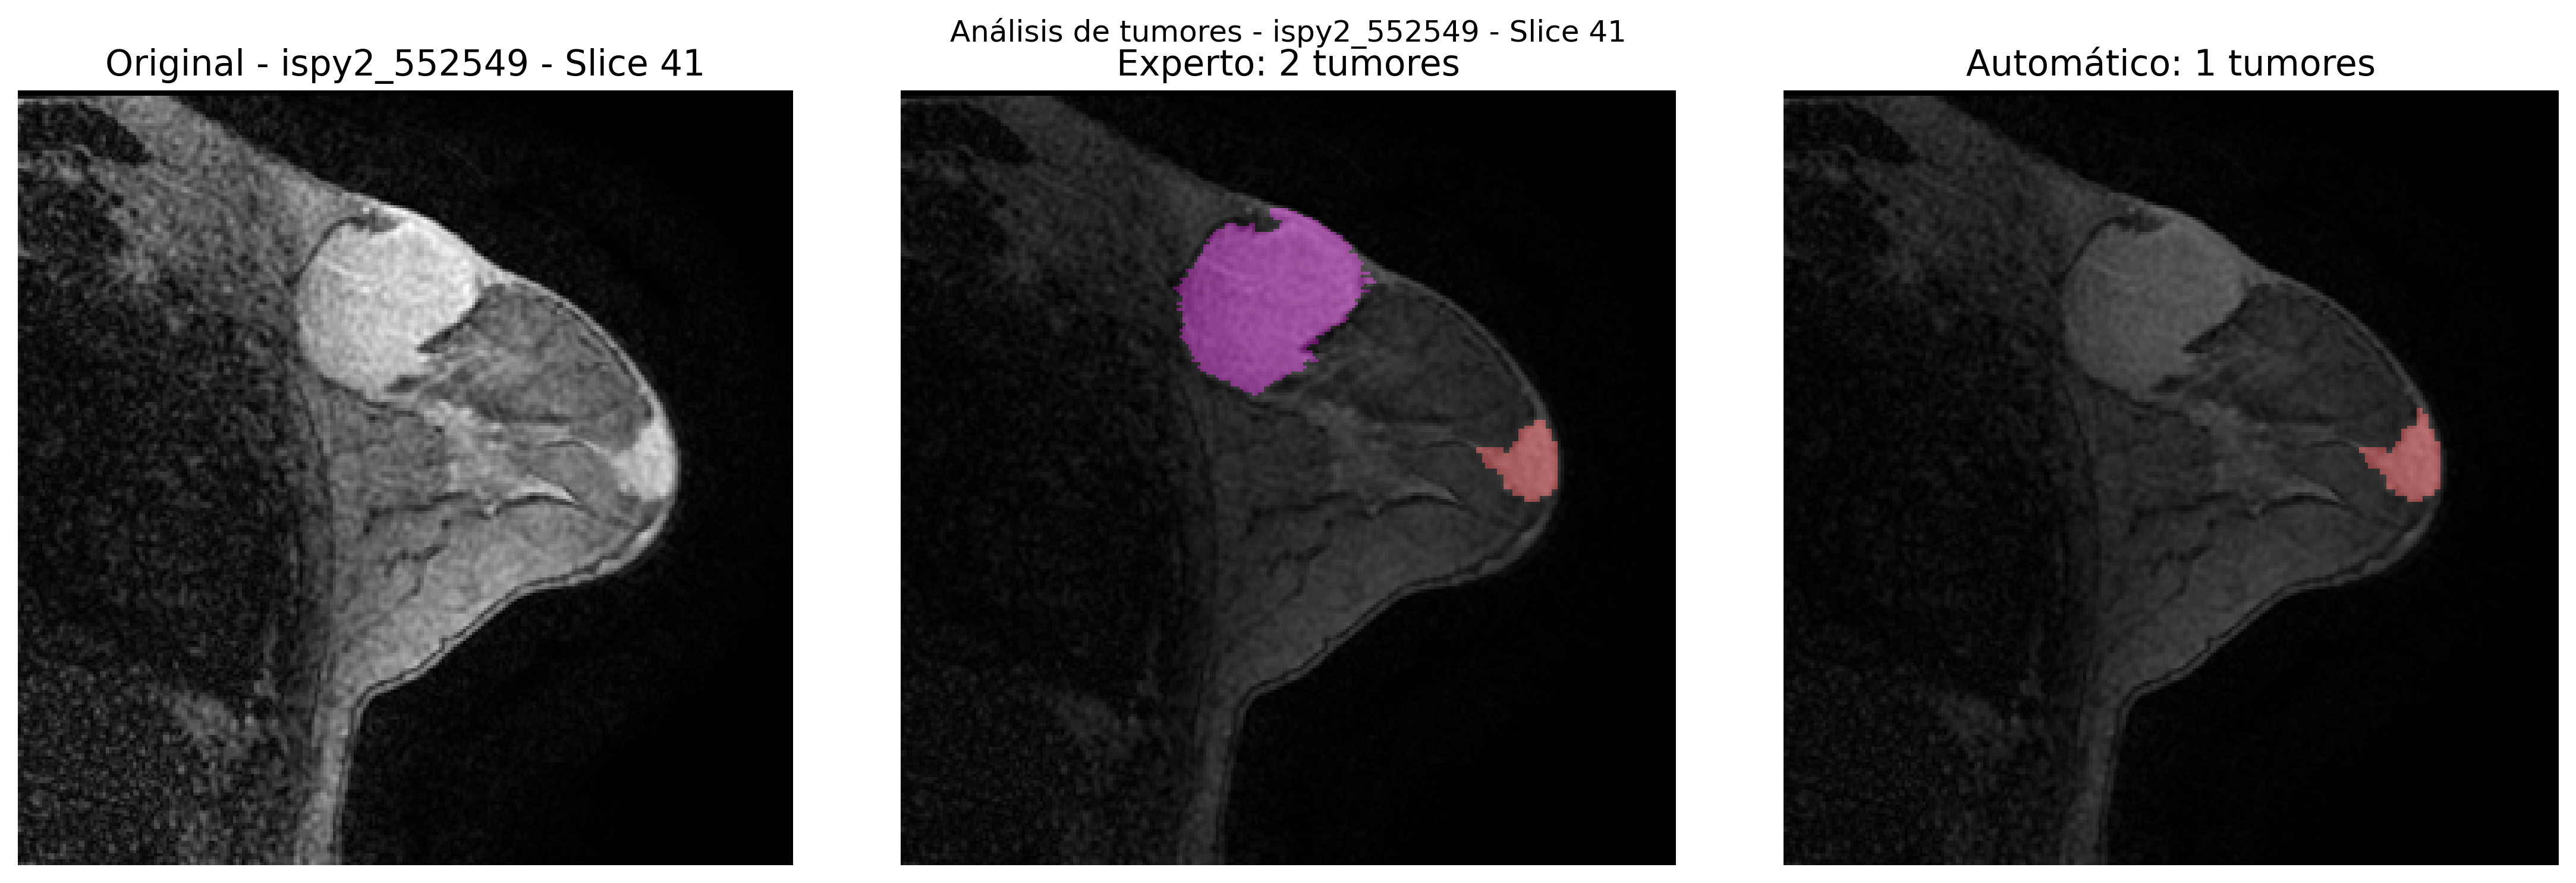 Análisis de tumores - ispy2_552549 - Slice 41
Original - ispy2_552549 - Slice 41
Experto: 2 tumores
Automático: 1 tumores